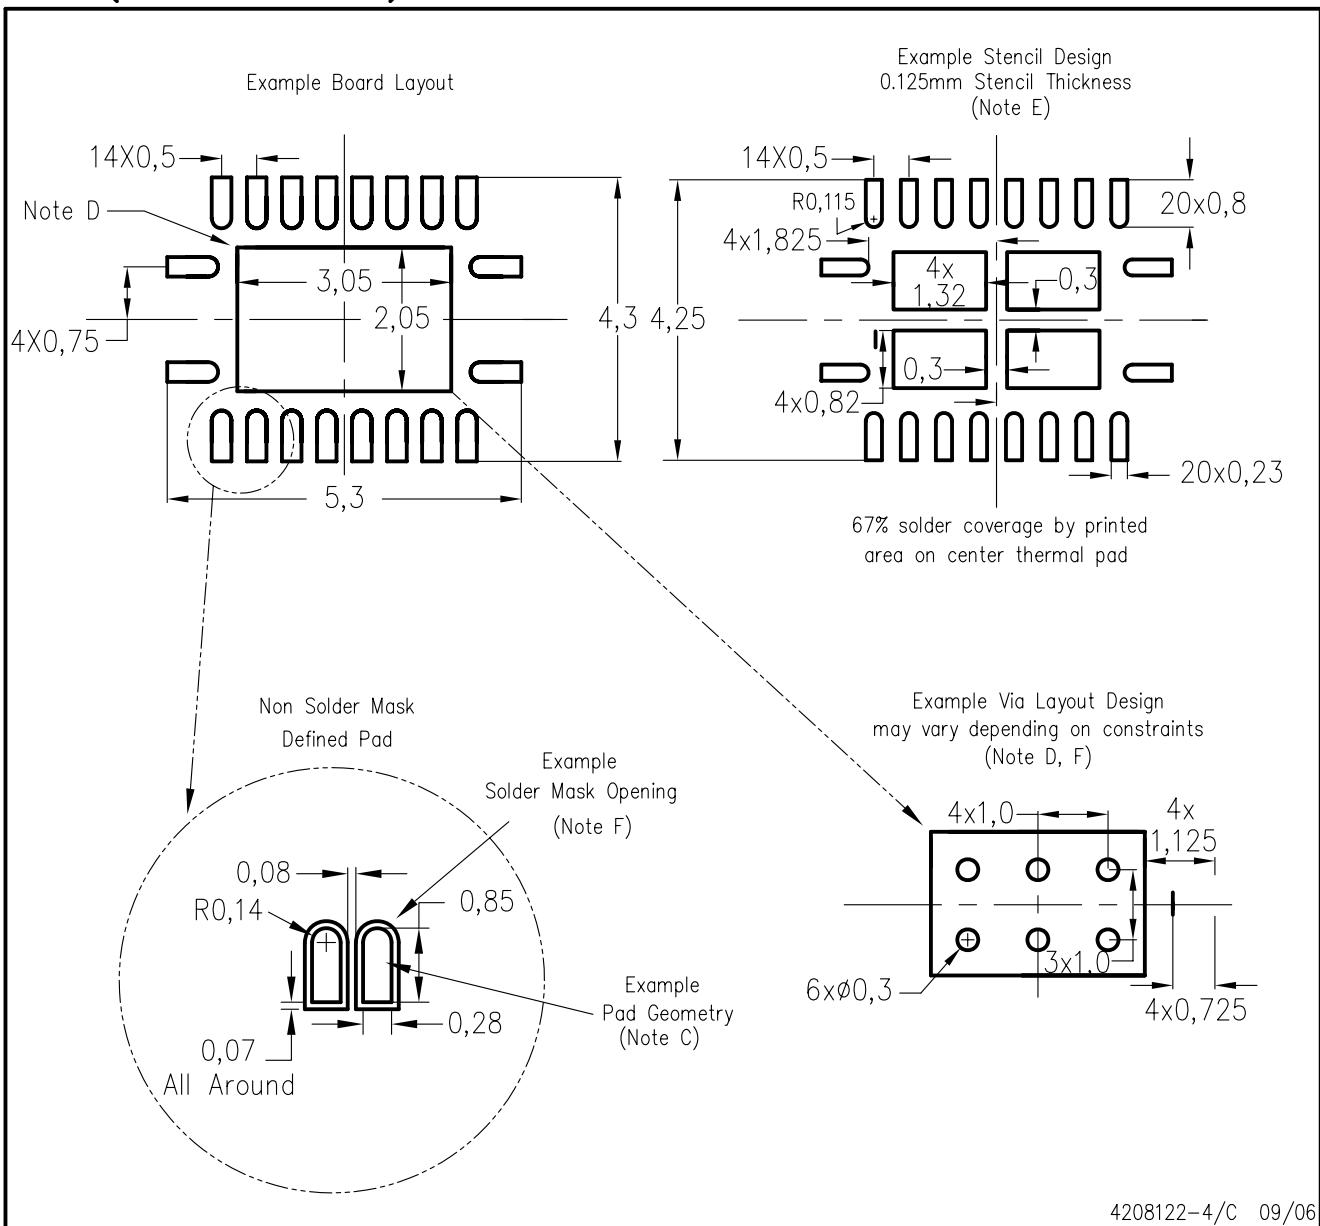 Example Board Layout
14X0,5
Note D
3,05
2,05
4X0,75
4,3
5,3
Example Stencil Design
0.125mm Stencil Thickness
(Note E)
14X0,5
R0,115
20x0,8
4x1,825
4x
1,32
0,3
4,25
0,3
4x0,82
20x0,23
67% solder coverage by printed
area on center thermal pad
Non Solder Mask
Defined Pad
Example
Solder Mask Opening
(Note F)
0,08
R0,14
0,85
Example
Pad Geometry
(Note C)
0,28
0,07
All Around
Example Via Layout Design
may vary depending on constraints
(Note D, F)
4x1,0
4x
1,125
3x1,0
6xø0,3
4x0,725
4208122-4/C 09/06